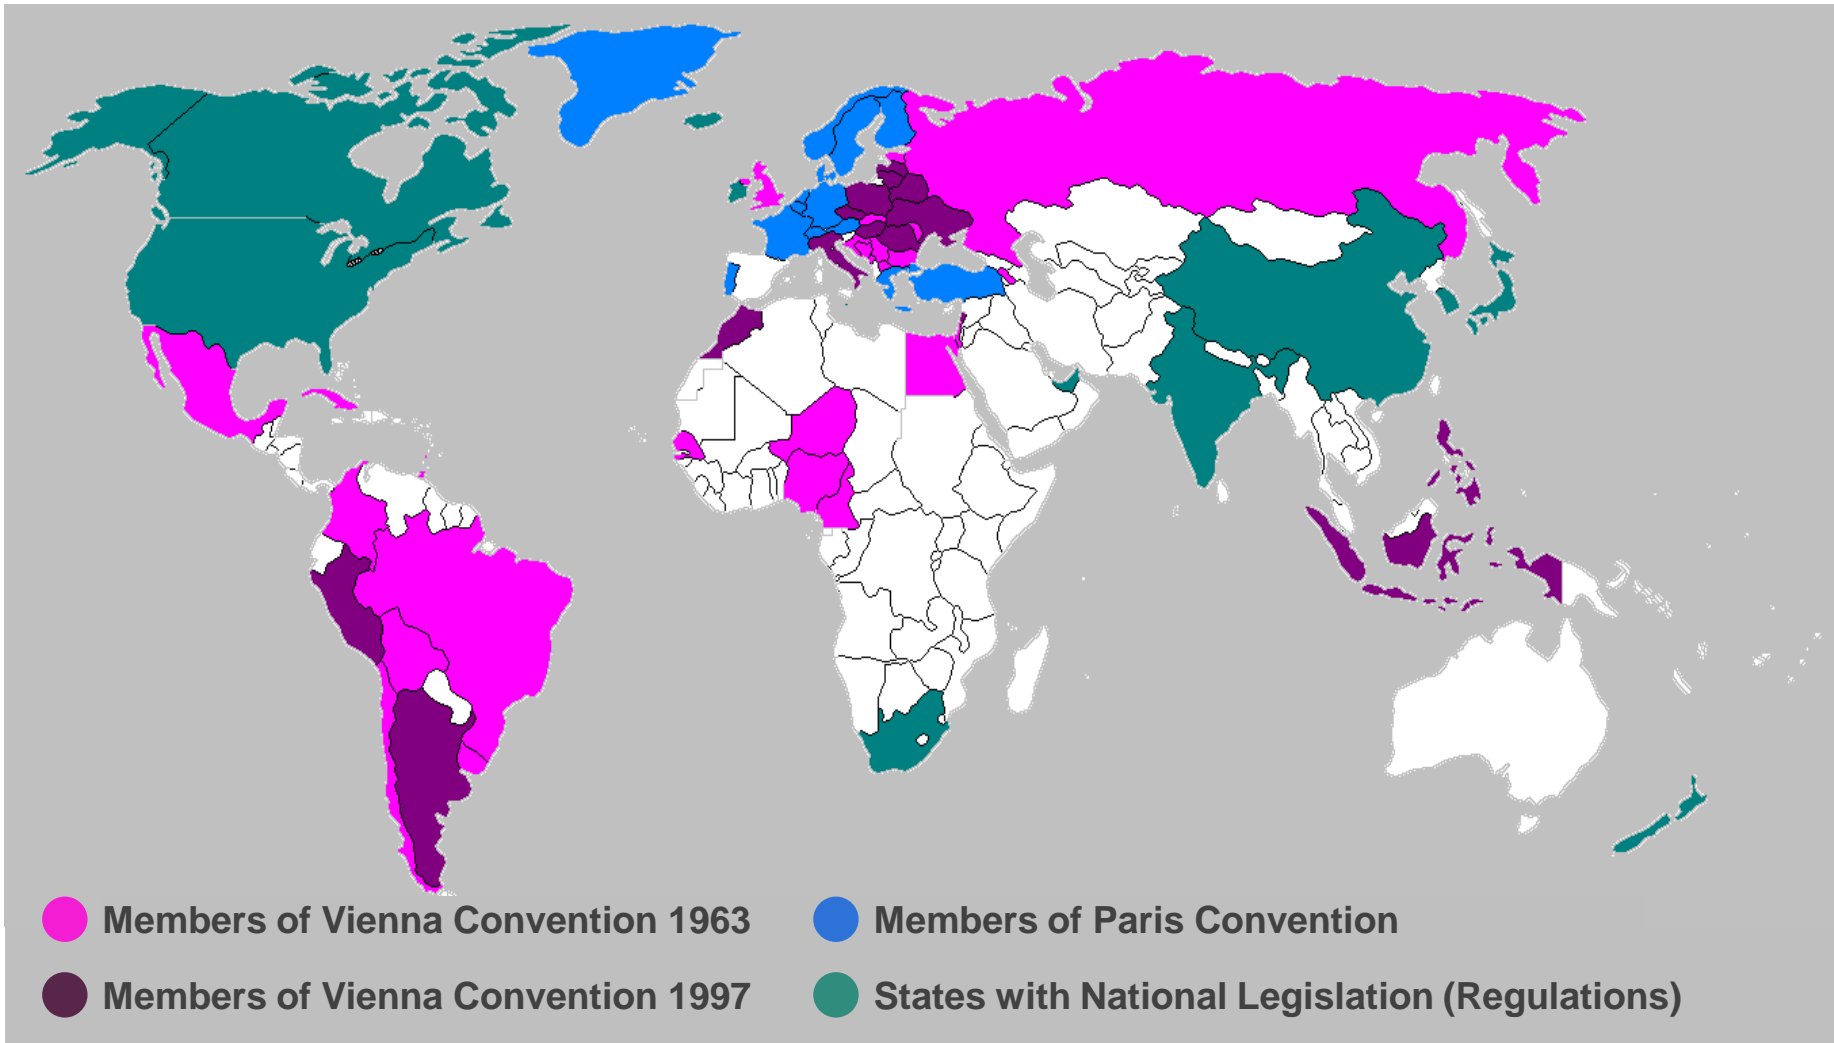 Members of Vienna Convention 1963
Members of Paris Convention
Members of Vienna Convention 1997
States with National Legislation (Regulations)